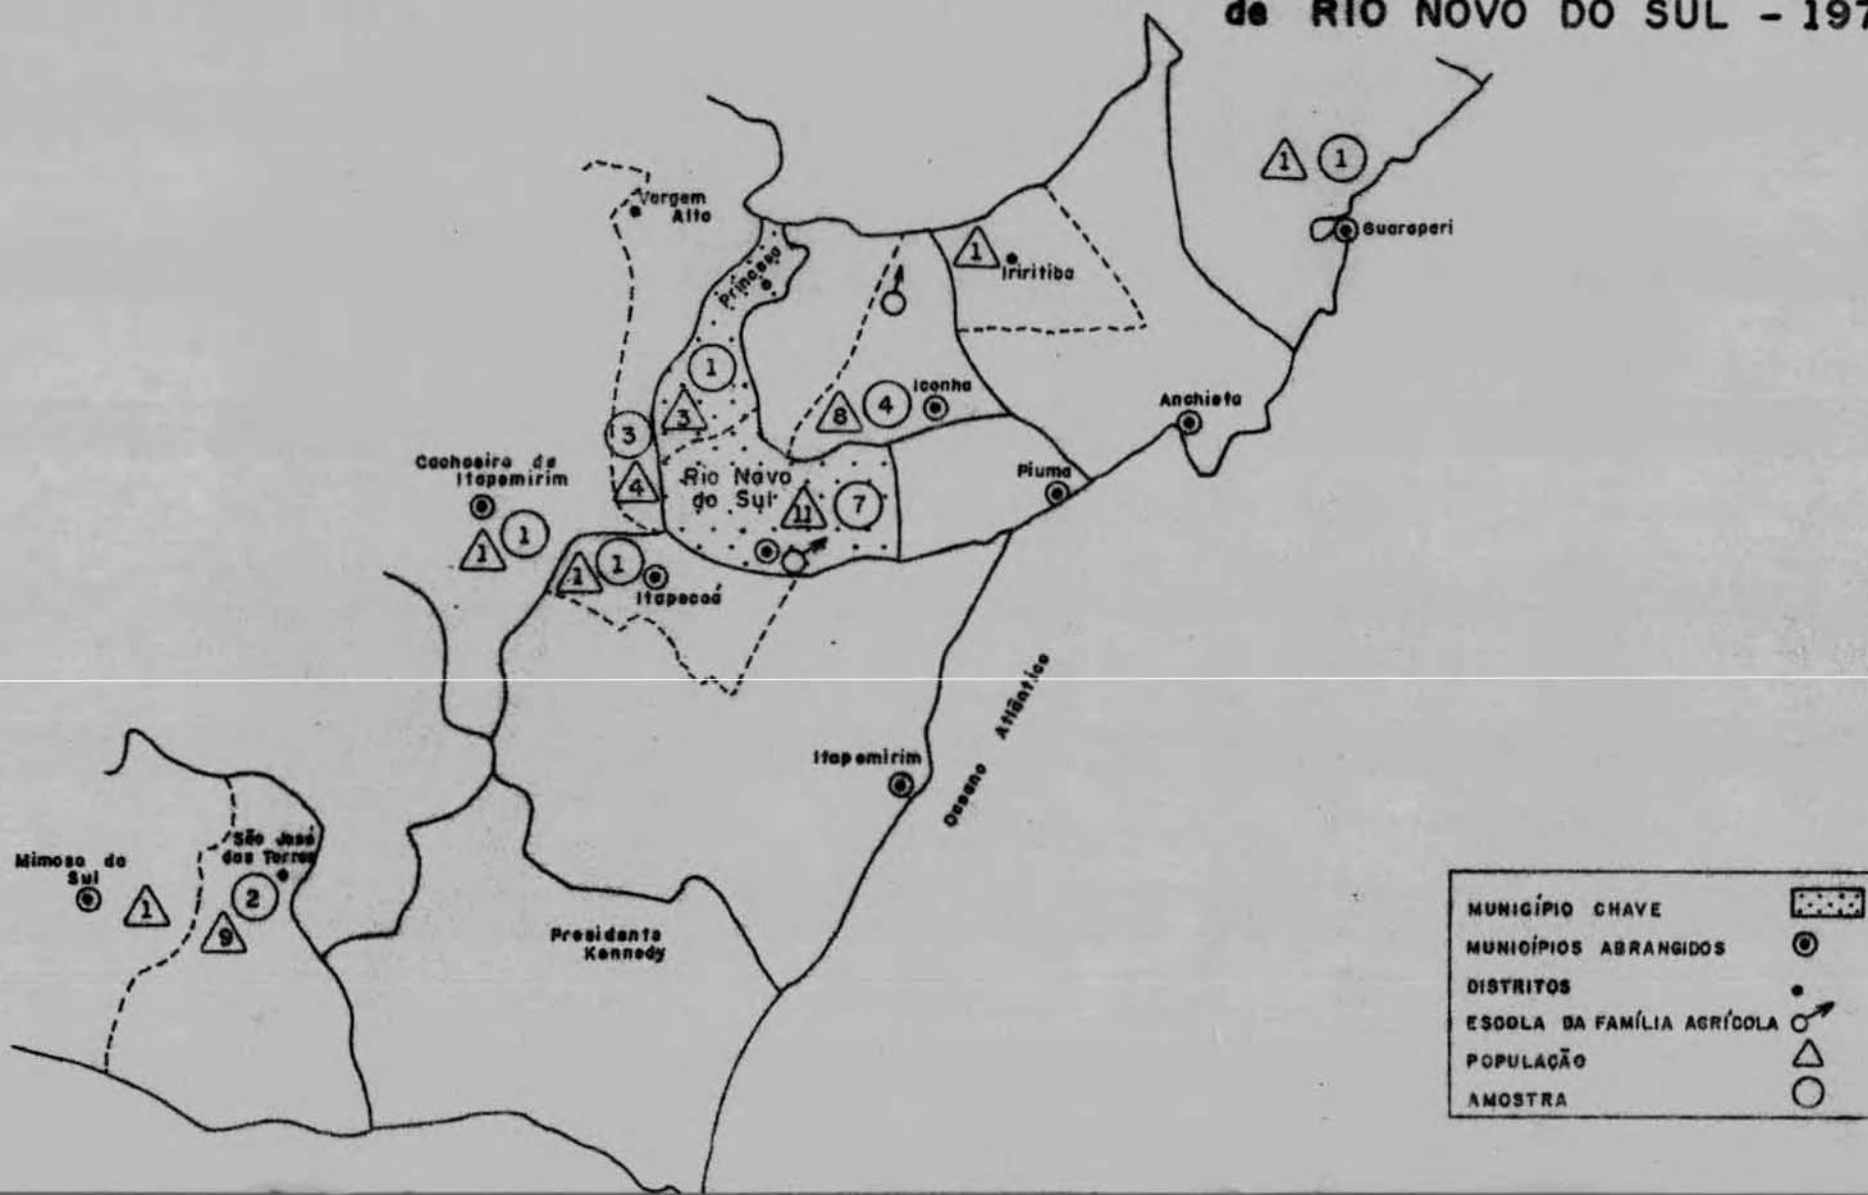 de RIO NOVO DO SUL - 197
1
1
Guarapari
Vargem
Alto
Princesa
1
Iriritiba
1
3
8
4
Iconha
Anchieta
3
4
Cachoeiro de
Itapemirim
Rio Novo
do Sul
11
7
Piuma
1
1
1
1
Itapecoá
Oceano Atlântico
Itapemirim
São José
das Torres
Mimoso do
Sul
1
2
9
Presidente
Kennedy
MUNICÍPIO CHAVE
MUNICÍPIOS ABRANGIDOS
DISTRITOS
ESCOLA DA FAMÍLIA AGRÍCOLA
POPULAÇÃO
AMOSTRA